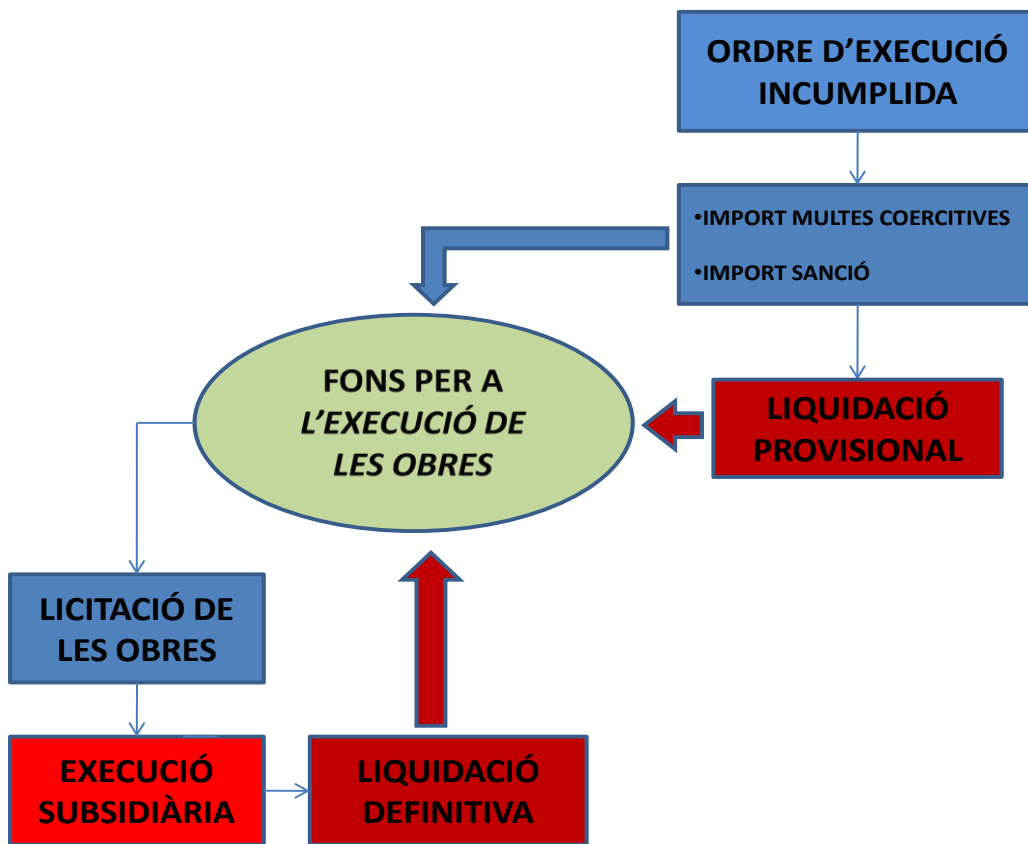 ORDRE D’EXECUCIÓ
INCUMPLIDA
•IMPORT MULTES COERCITIVES
•IMPORT SANCIÓ
FONS PER A
L’EXECUCIÓ DE
LES OBRES
LIQUIDACIÓ
PROVISIONAL
LICITACIÓ DE
LES OBRES
EXECUCIÓ
SUBSIDIÀRIA
LIQUIDACIÓ
DEFINITIVA